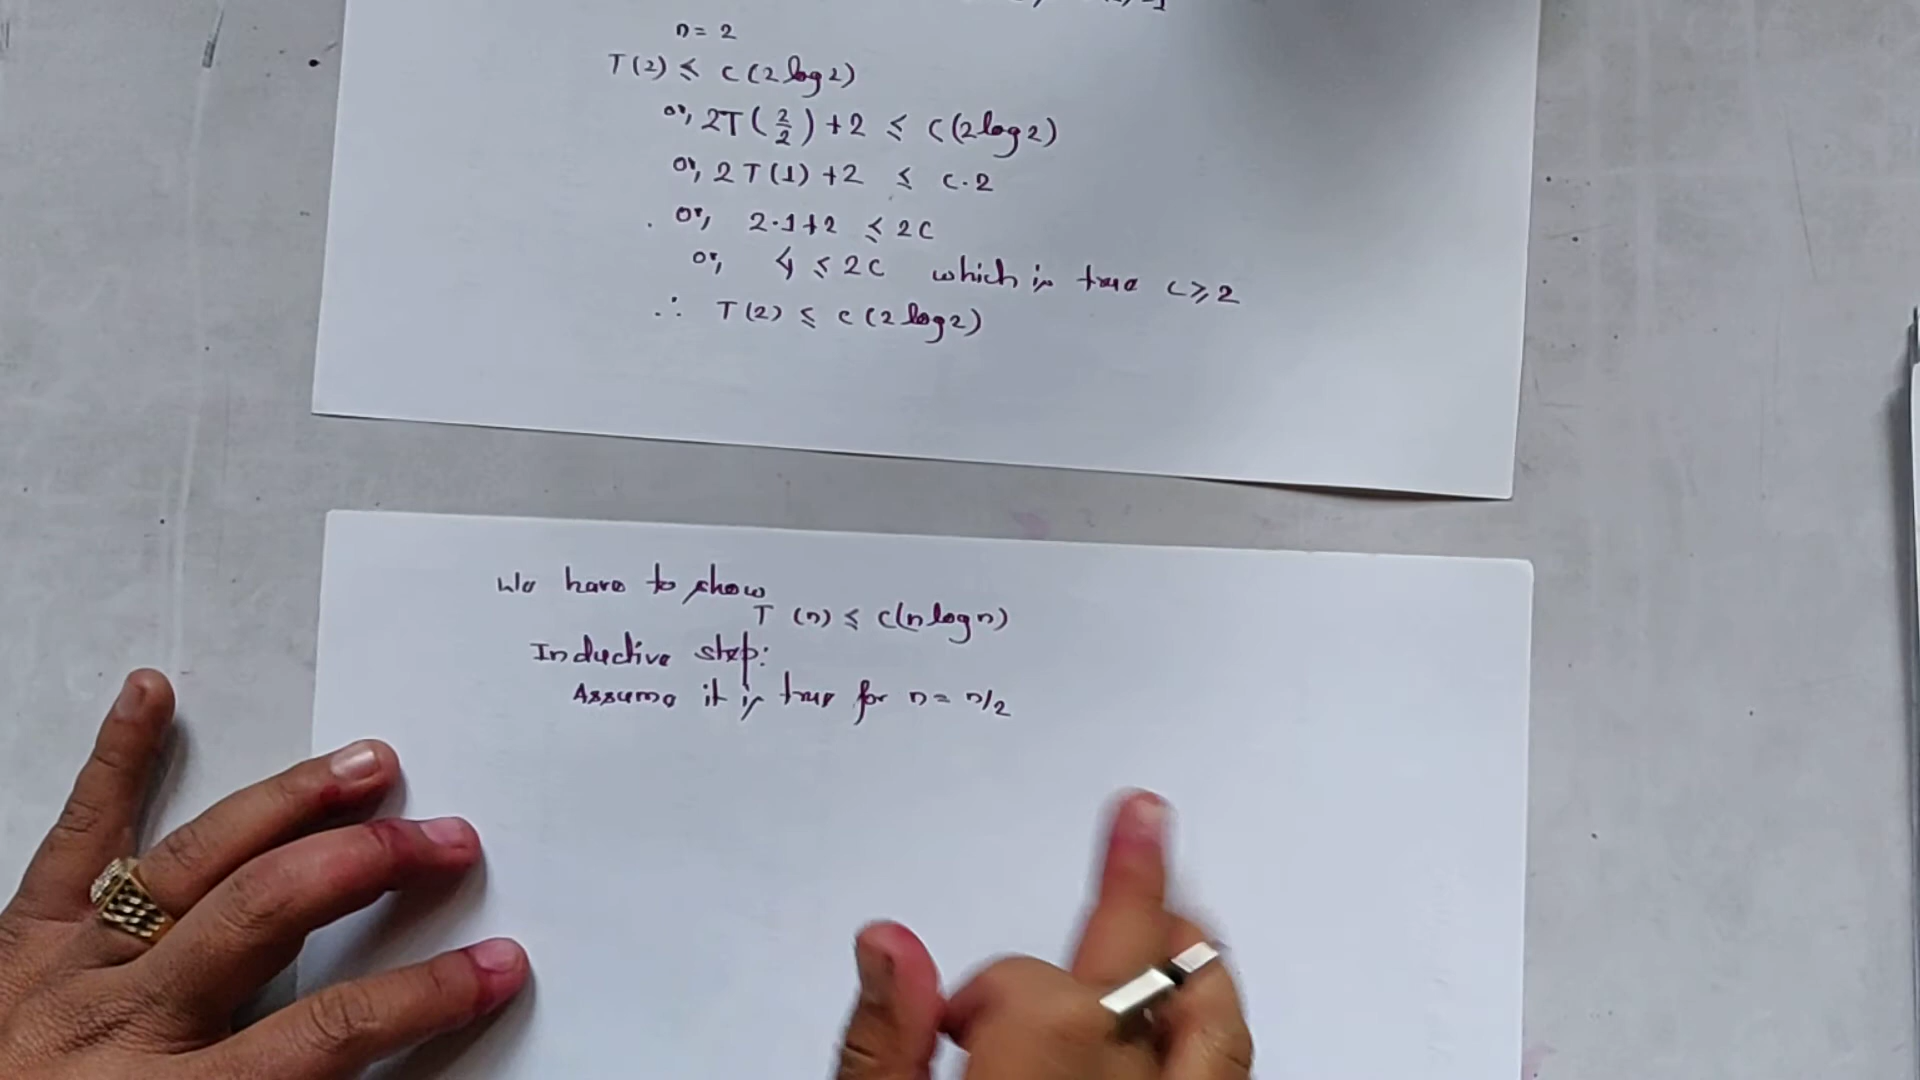 n = 2
T(2) ≤ c(2 log 2)
or, 2T(2/2) + 2 ≤ c(2 log 2)
or, 2T(1) + 2 ≤ c·2
or, 2·1+2 ≤ 2c
or, 4 ≤ 2c which is true c ≥ 2
∴ T(2) ≤ c(2 log 2)
We have to show
T(n) ≤ c(n log n)
Inductive step:
Assume it is true for n = n/2